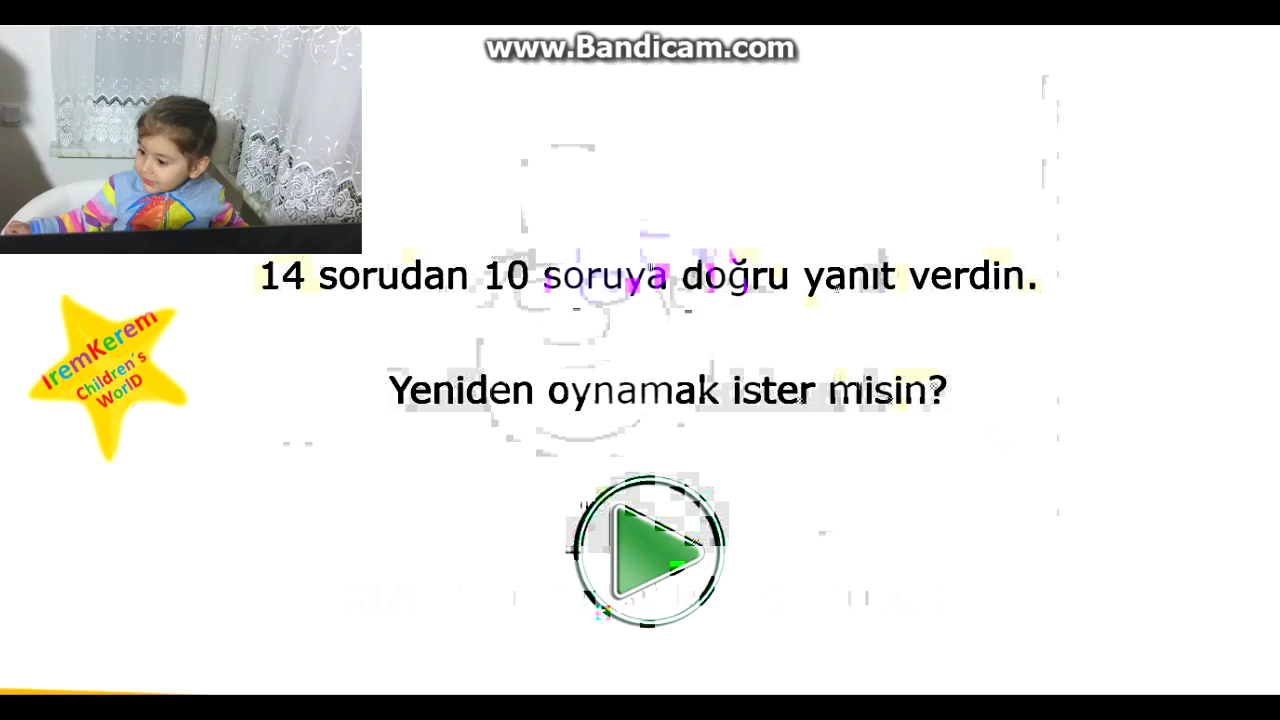 www.Bandicam.com
14 sorudan 10 soruya doğru yanıt verdin.
IremKerem
Children's
WorlD
Yeniden oynamak ister misin?